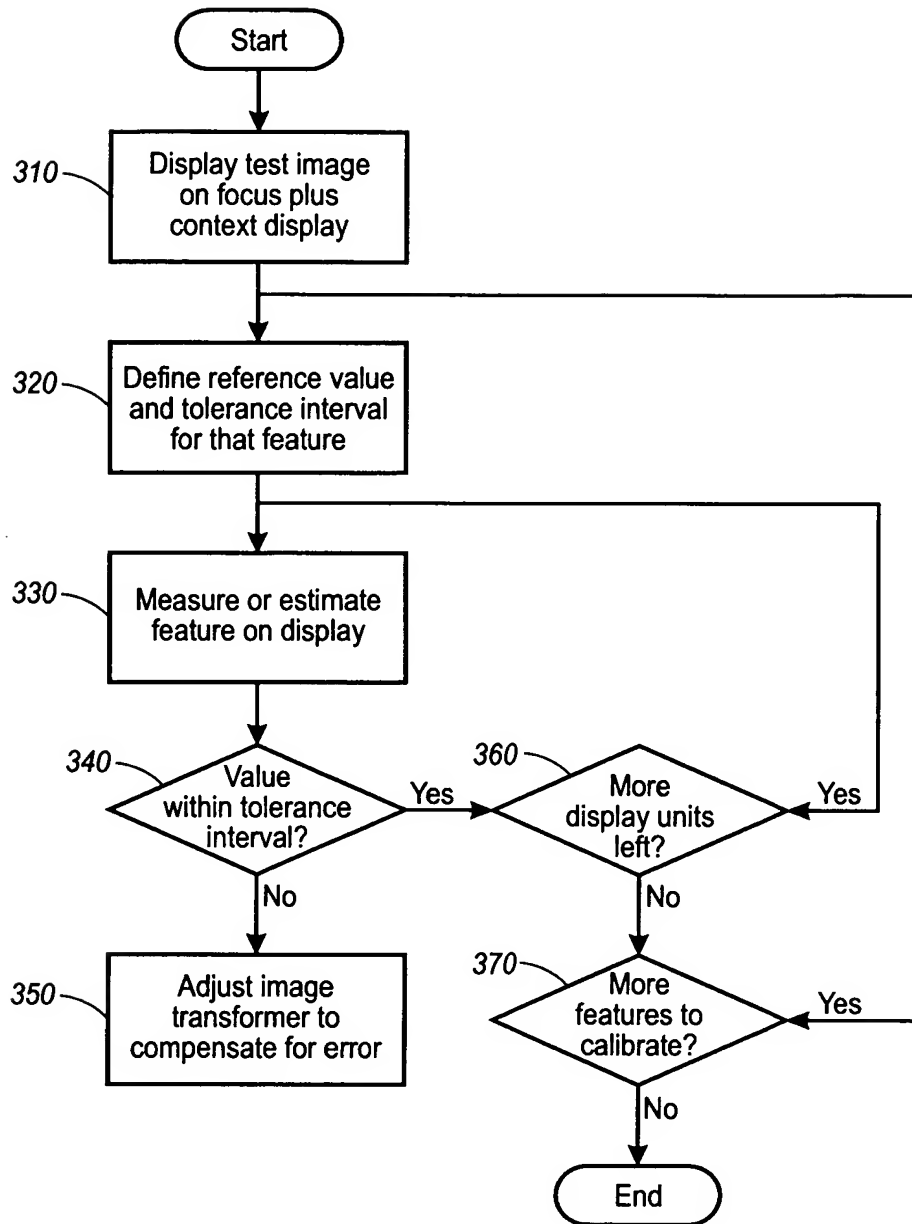 Start
310
Display test image
on focus plus
context display
320
Define reference value
and tolerance interval
for that feature
330
Measure or estimate
feature on display
340
Value
within tolerance
interval?
Yes
No
360
More
display units
left?
Yes
No
350
Adjust image
transformer to
compensate for error
370
More
features to
calibrate?
Yes
No
End